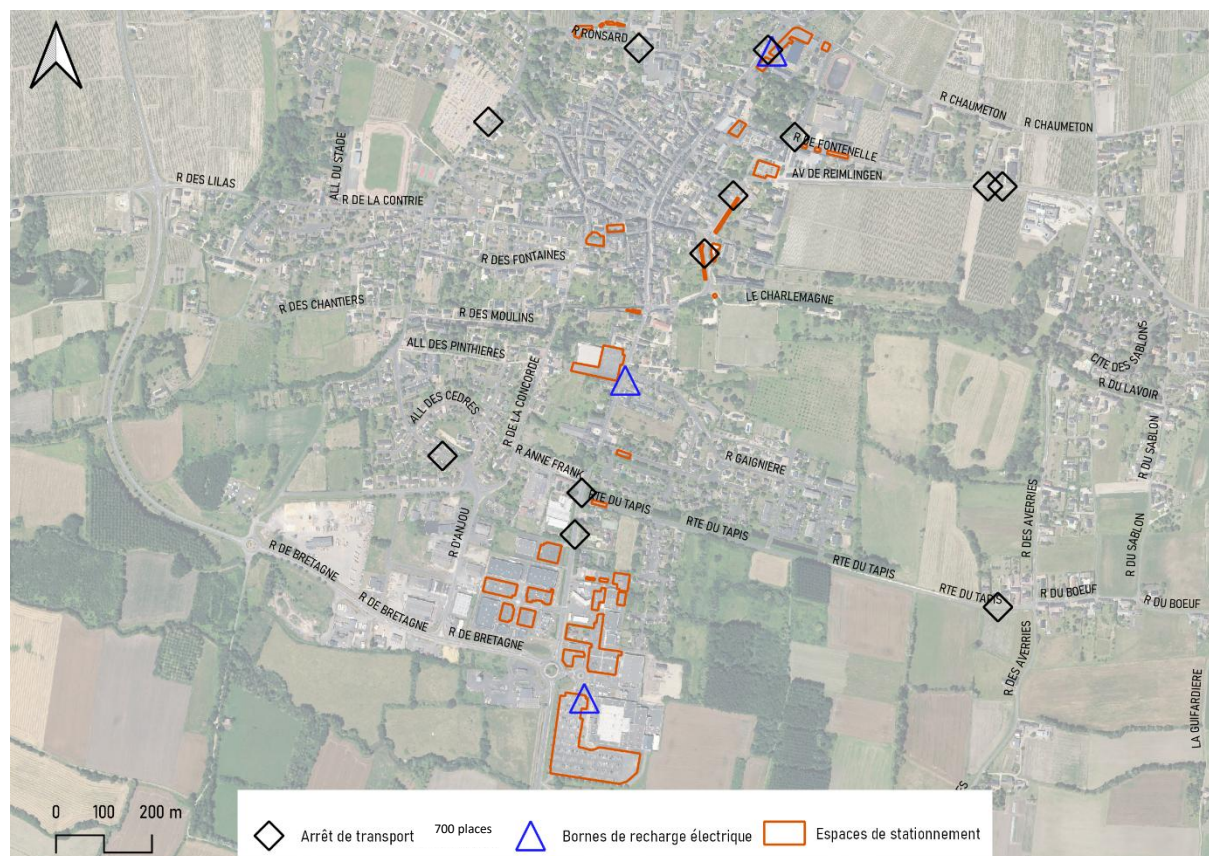 R RONSARD
R CHAUMETON
R CHAUMETON
R DE FONTENELLE
AV DE REIMLINGEN
ALL DU STADE
R DES LILAS
R DE LA CONTRIE
R DES FONTAINES
R DES CHANTIERS
LE CHARLEMAGNE
R DES MOULINS
ALL DES PINTHIERES
CITE DES SABLONS
R DU LAVOIR
ALL DES CEDRES
R DE LA CONCORDE
R DU SABLON
R ANNE FRANK
R GAIGNIERE
RTE DU TAPIS
RTE DU TAPIS
R D'ANJOU
R DES AVERRIES
R DU SABLON
R DE BRETAGNE
RTE DU TAPIS
RTE DU TAPIS
R DU BOEUF
R DU BOEUF
R DE BRETAGNE
R DE BRETAGNE
R DES AVERRIES
LA GUIFARDIERE
0 100 200 m
Arrêt de transport 700 places Bornes de recharge électrique Espaces de stationnement